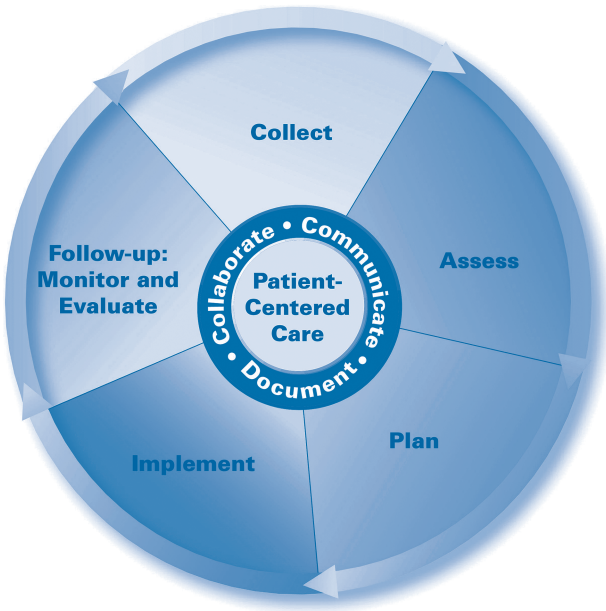 Collect
Assess
Plan
Implement
Follow-up:
Monitor and
Evaluate
Collaborate • Communicate • Document •
Patient-
Centered
Care